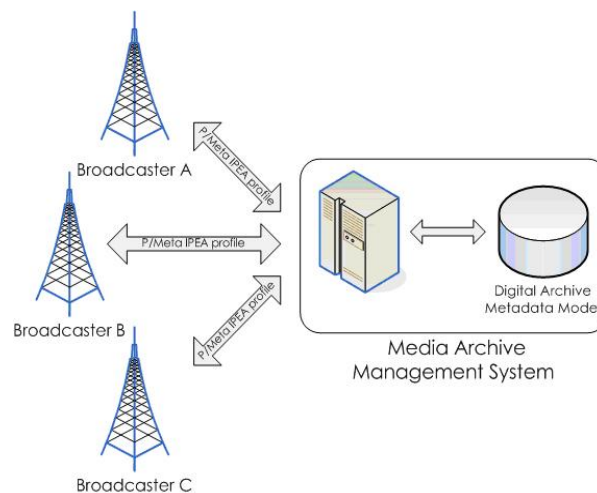 Broadcaster A
P/Meta IPEA profile
P/Meta IPEA profile
Broadcaster B
P/Meta IPEA profile
Broadcaster C
Digital Archive
Metadata Model
Media Archive
Management System